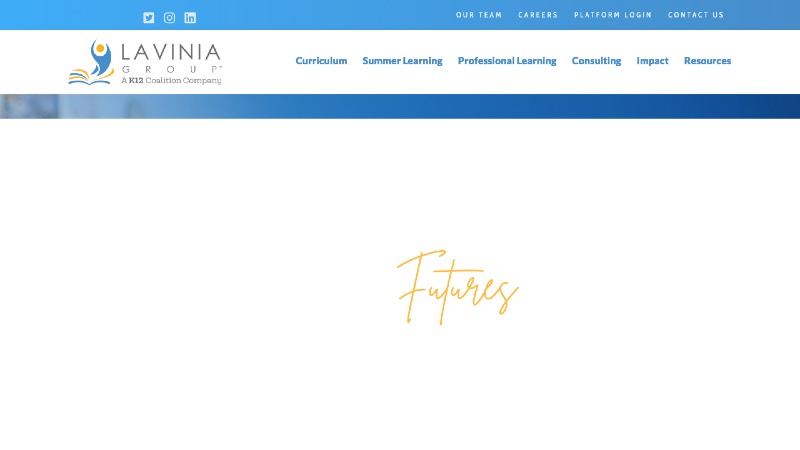 OUR TEAM CAREERS PLATFORM LOGIN CONTACT US
LAVINIA
GROUP™
A K12 Coalition Company
Curriculum Summer Learning Professional Learning Consulting Impact Resources
Futures